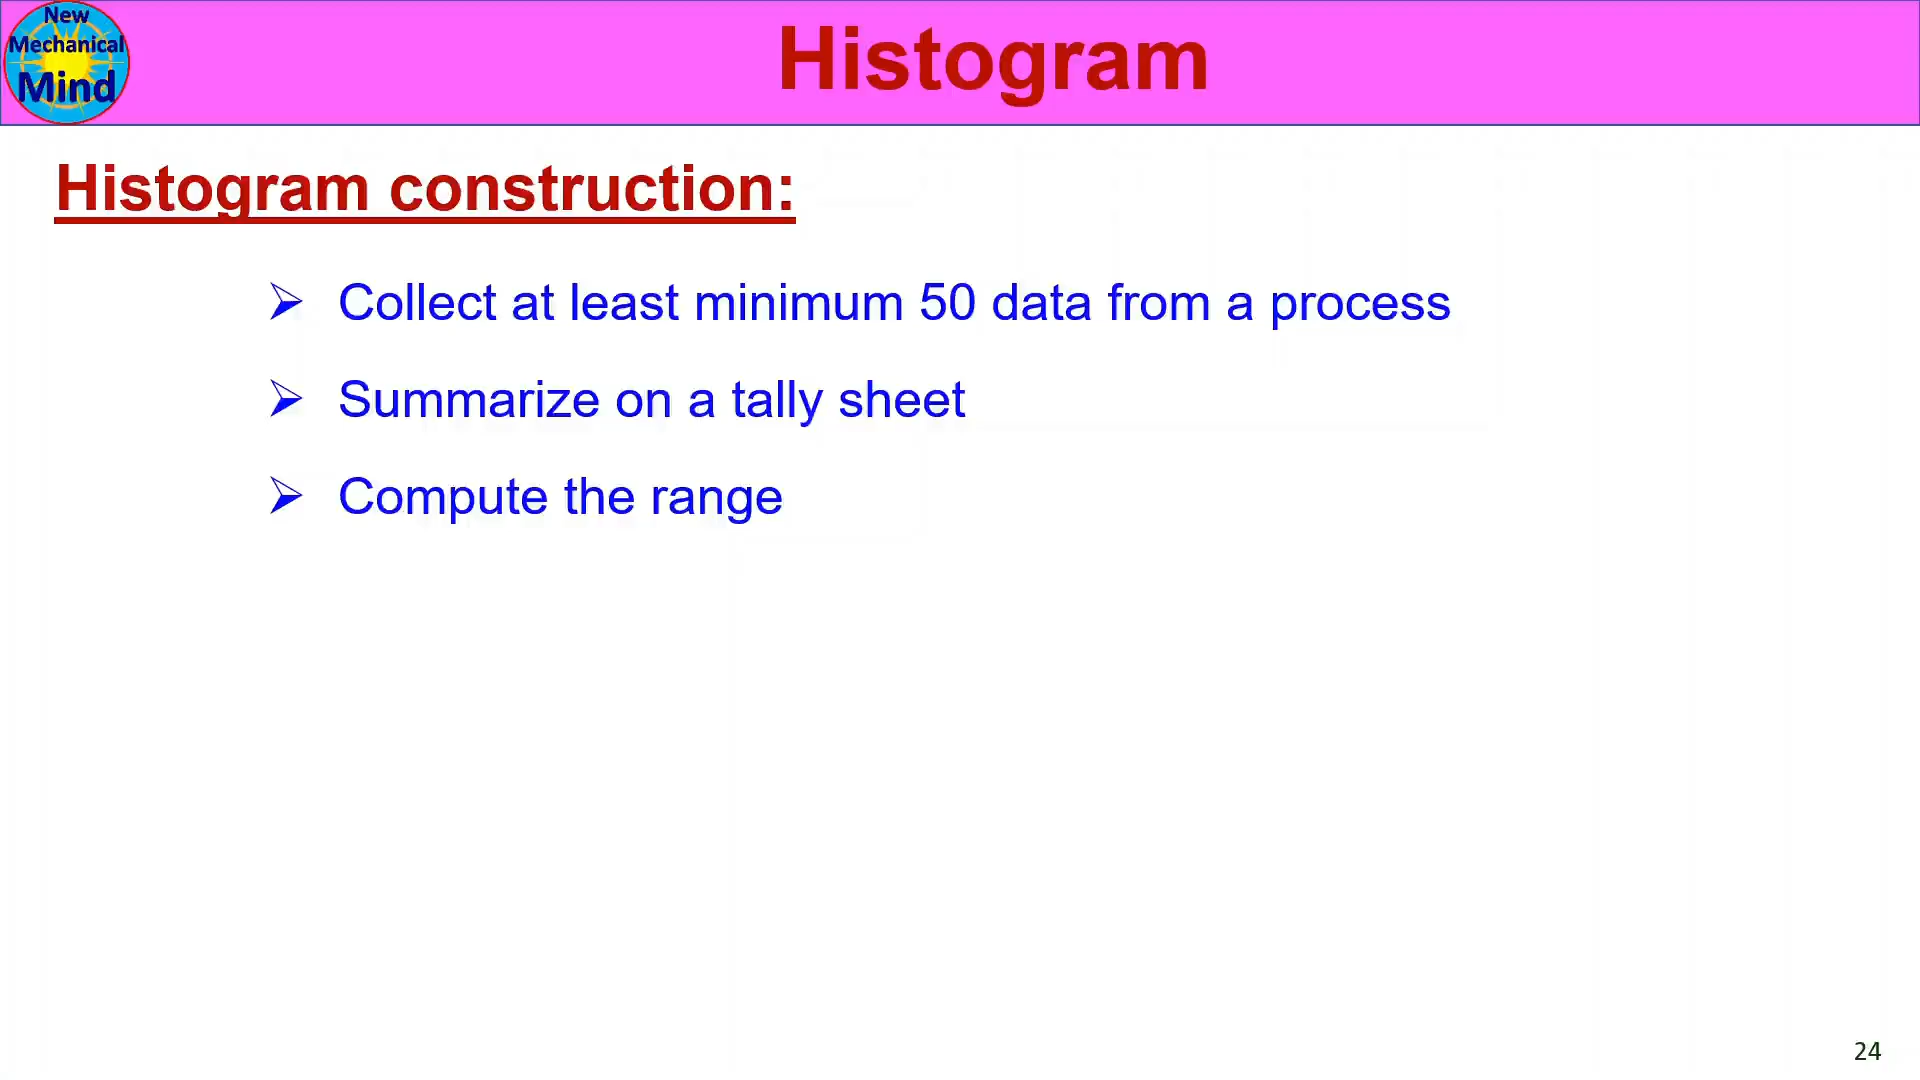 New
Mechanical
Mind
Histogram
Histogram construction:
➢ Collect at least minimum 50 data from a process
➢ Summarize on a tally sheet
➢ Compute the range
24